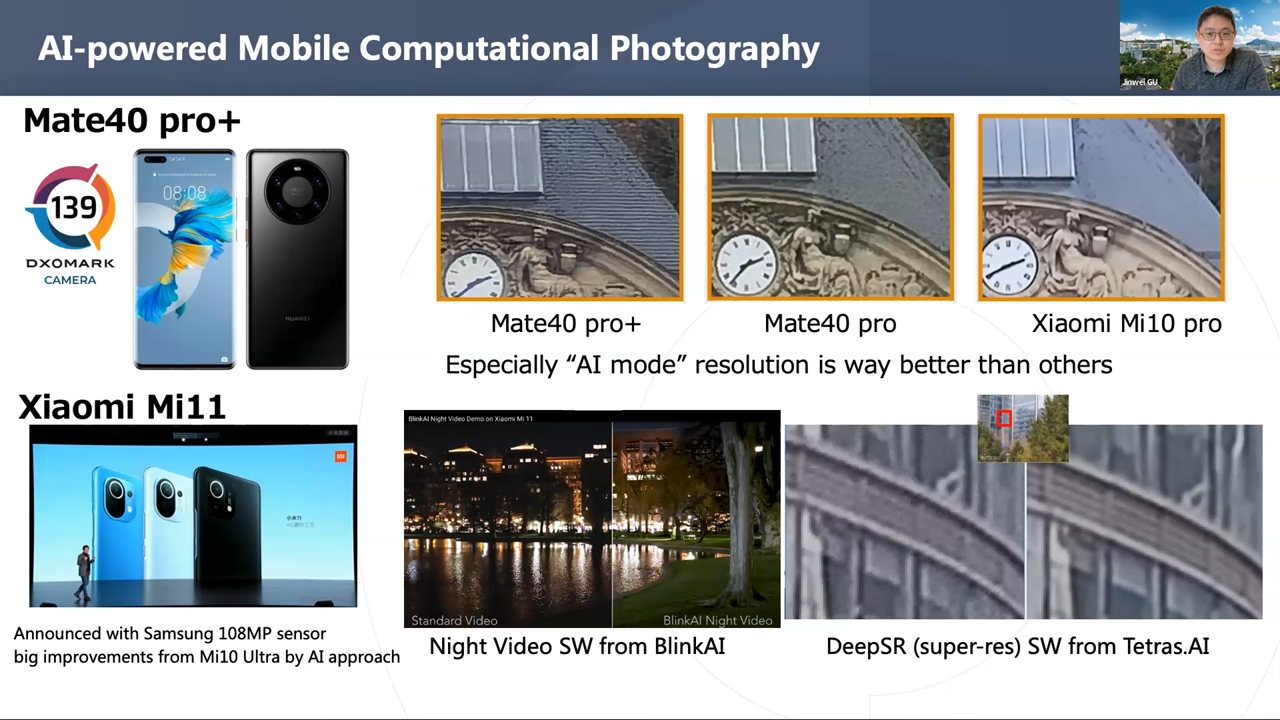 AI-powered Mobile Computational Photography
Jinwei GU
Mate40 pro+
139
DXOMARK
CAMERA
08:08
HUAWEI
Mate40 pro+
Mate40 pro
Xiaomi Mi10 pro
Especially “AI mode” resolution is way better than others
Xiaomi Mi11
小米11
Announced with Samsung 108MP sensor
big improvements from Mi10 Ultra by AI approach
BlinkAI Night Video Demo on Xiaomi Mi 11
Standard Video
BlinkAI Night Video
Night Video SW from BlinkAI
DeepSR (super-res) SW from Tetras.AI